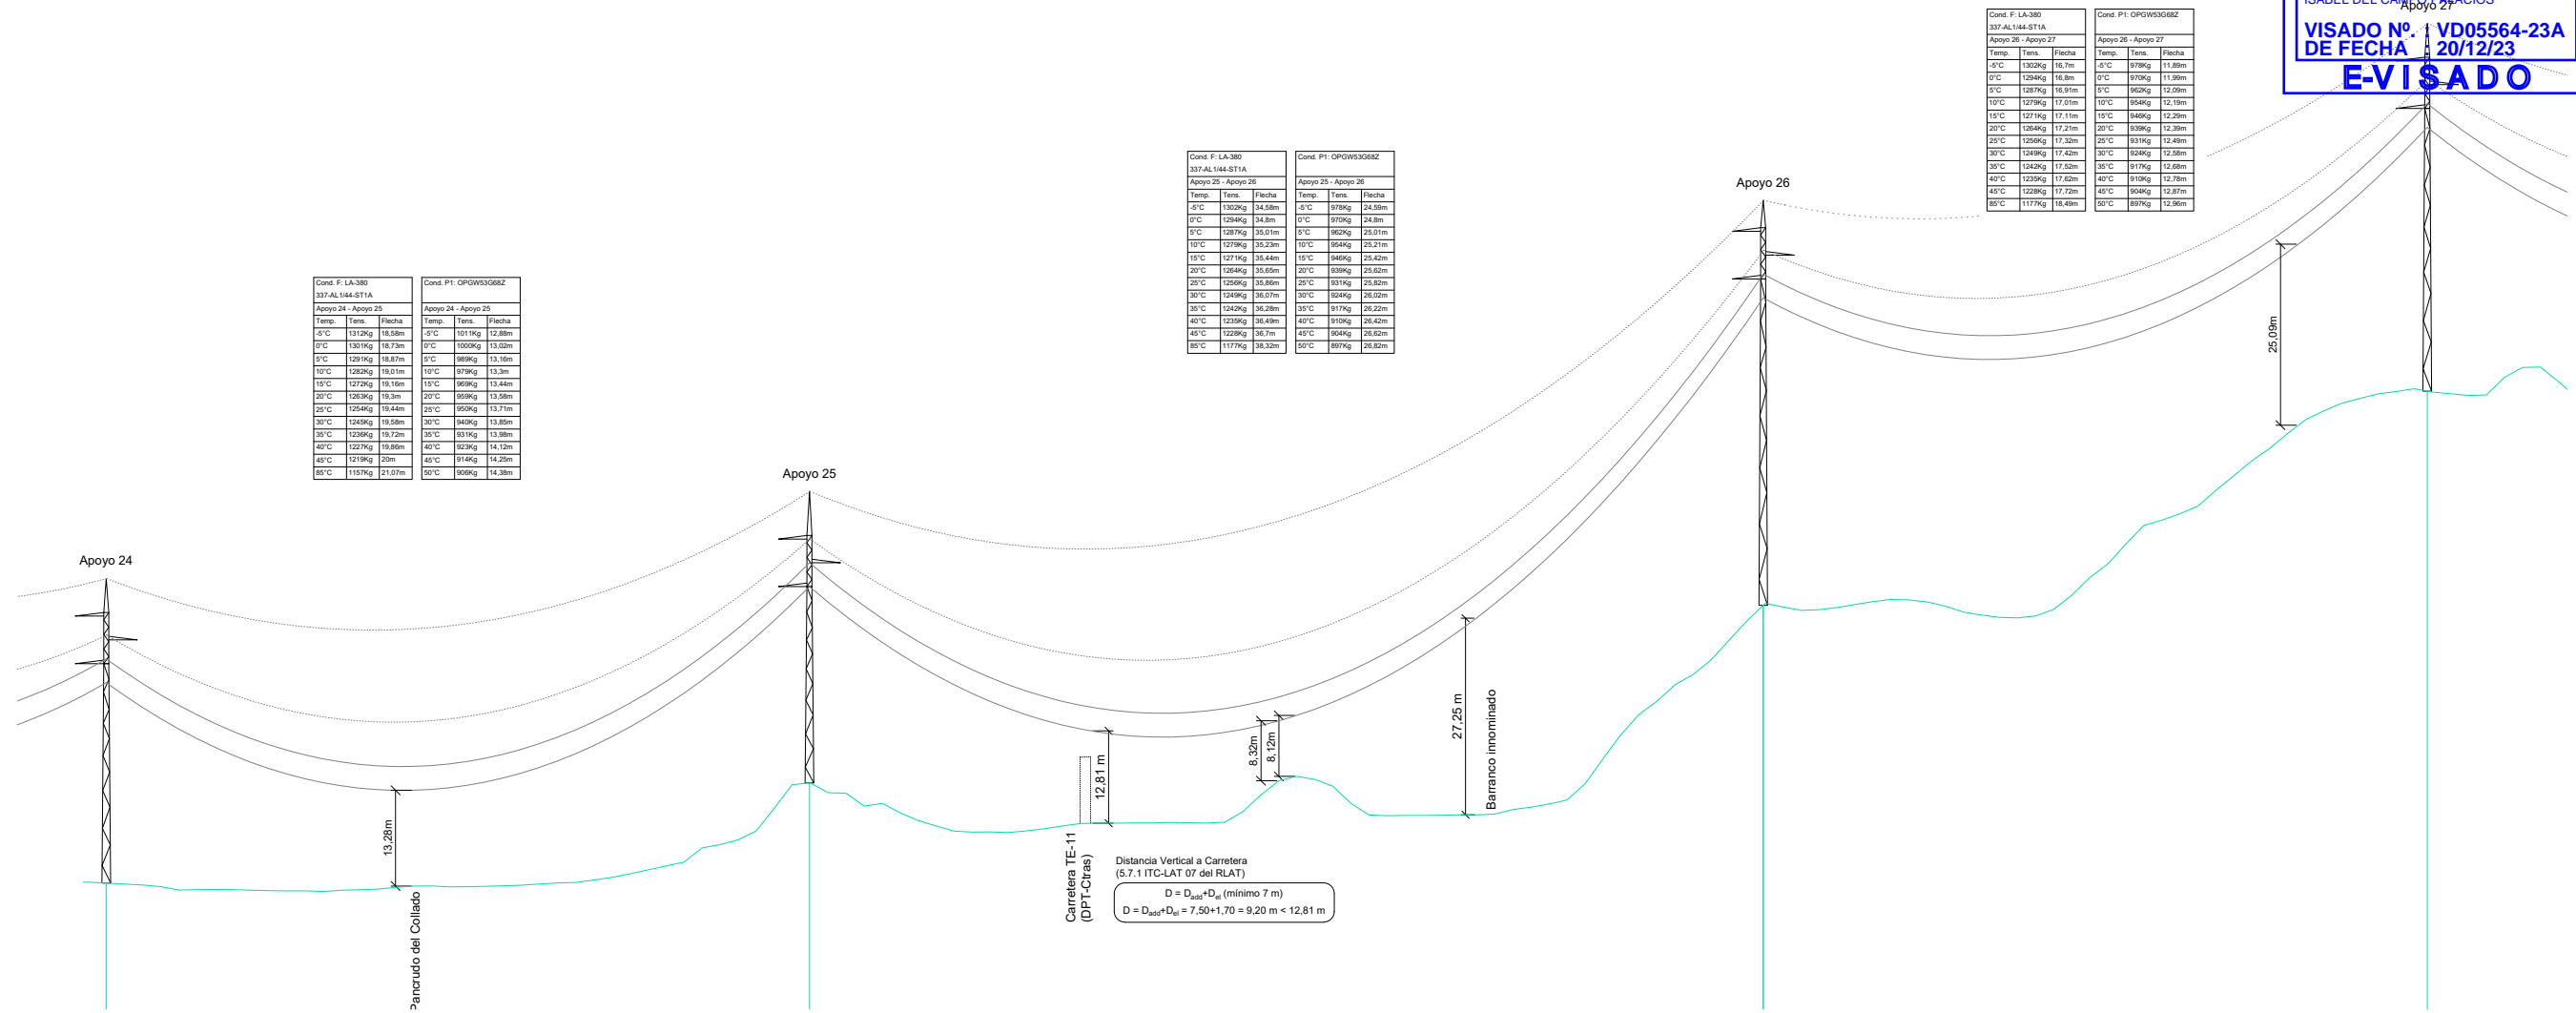 ISABEL DEL CAMPO PALACIOS
VISADO Nº. : VD05564-23A
DE FECHA : 20/12/23
E-VISADO
Apoyo 27
Cond. F: LA-380
337-AL1/44-ST1A
Apoyo 26 - Apoyo 27
Temp. Tens. Flecha
-5°C 1302Kg 16,7m
0°C 1294Kg 16,8m
5°C 1287Kg 16,91m
10°C 1279Kg 17,01m
15°C 1271Kg 17,11m
20°C 1264Kg 17,21m
25°C 1256Kg 17,32m
30°C 1249Kg 17,42m
35°C 1242Kg 17,52m
40°C 1235Kg 17,62m
45°C 1228Kg 17,72m
85°C 1177Kg 18,49m
Cond. P1: OPGW53G68Z
Apoyo 26 - Apoyo 27
Temp. Tens. Flecha
-5°C 978Kg 11,89m
0°C 970Kg 11,99m
5°C 962Kg 12,09m
10°C 954Kg 12,19m
15°C 946Kg 12,29m
20°C 939Kg 12,39m
25°C 931Kg 12,49m
30°C 924Kg 12,58m
35°C 917Kg 12,68m
40°C 910Kg 12,78m
45°C 904Kg 12,87m
50°C 897Kg 12,96m
Cond. F: LA-380
337-AL1/44-ST1A
Apoyo 25 - Apoyo 26
Temp. Tens. Flecha
-5°C 1302Kg 34,58m
0°C 1294Kg 34,8m
5°C 1287Kg 35,01m
10°C 1279Kg 35,23m
15°C 1271Kg 35,44m
20°C 1264Kg 35,65m
25°C 1256Kg 35,86m
30°C 1249Kg 36,07m
35°C 1242Kg 36,28m
40°C 1235Kg 36,49m
45°C 1228Kg 36,7m
85°C 1177Kg 38,32m
Cond. P1: OPGW53G68Z
Apoyo 25 - Apoyo 26
Temp. Tens. Flecha
-5°C 978Kg 24,59m
0°C 970Kg 24,8m
5°C 962Kg 25,01m
10°C 954Kg 25,21m
15°C 946Kg 25,42m
20°C 939Kg 25,62m
25°C 931Kg 25,82m
30°C 924Kg 26,02m
35°C 917Kg 26,22m
40°C 910Kg 26,42m
45°C 904Kg 26,62m
50°C 897Kg 26,82m
Apoyo 26
Cond. F: LA-380
337-AL1/44-ST1A
Apoyo 24 - Apoyo 25
Temp. Tens. Flecha
-5°C 1312Kg 18,58m
0°C 1301Kg 18,73m
5°C 1291Kg 18,87m
10°C 1282Kg 19,01m
15°C 1272Kg 19,16m
20°C 1263Kg 19,3m
25°C 1254Kg 19,44m
30°C 1245Kg 19,58m
35°C 1236Kg 19,72m
40°C 1227Kg 19,86m
45°C 1219Kg 20m
85°C 1157Kg 21,07m
Cond. P1: OPGW53G68Z
Apoyo 24 - Apoyo 25
Temp. Tens. Flecha
-5°C 1011Kg 12,88m
0°C 1000Kg 13,02m
5°C 989Kg 13,16m
10°C 979Kg 13,3m
15°C 969Kg 13,44m
20°C 959Kg 13,58m
25°C 950Kg 13,71m
30°C 940Kg 13,85m
35°C 931Kg 13,98m
40°C 923Kg 14,12m
45°C 914Kg 14,25m
50°C 906Kg 14,38m
25,09m
Apoyo 25
Apoyo 24
13,28m
Pancrudo del Collado
12,81 m
Carretera TE-11
(DPT-Ctras)
8,32m
8,12m
27,25 m
Barranco innominado
Distancia Vertical a Carretera
(5.7.1 ITC-LAT 07 del RLAT)
D = Dadd+Del (mínimo 7 m)
D = Dadd+Del = 7,50+1,70 = 9,20 m < 12,81 m